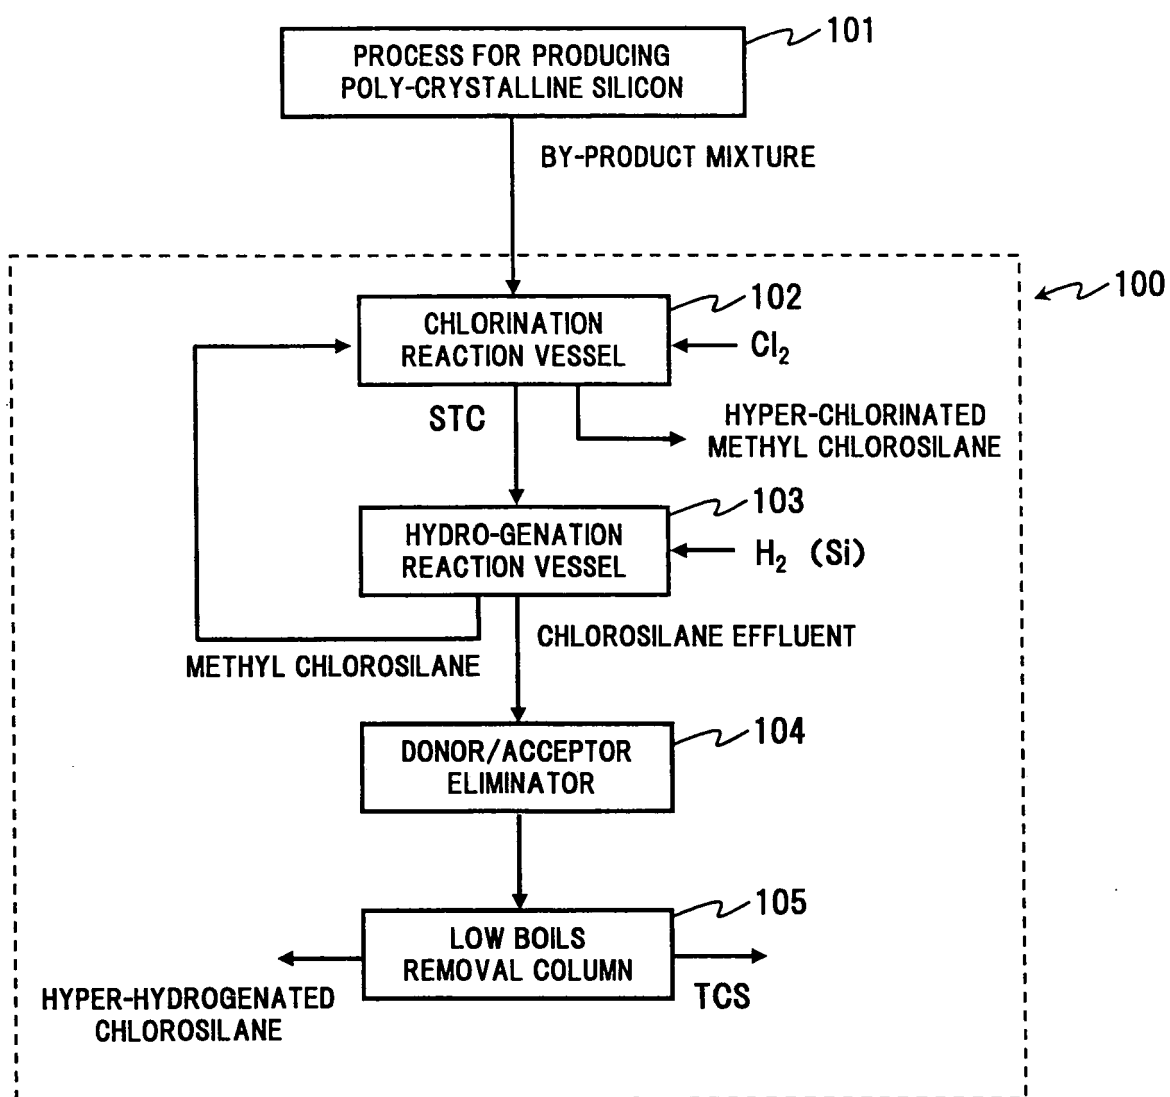 101
PROCESS FOR PRODUCING
POLY-CRYSTALLINE SILICON
BY-PRODUCT MIXTURE
100
102
CHLORINATION
REACTION VESSEL
Cl₂
STC
HYPER-CHLORINATED
METHYL CHLOROSILANE
103
HYDRO-GENATION
REACTION VESSEL
H₂ (Si)
CHLOROSILANE EFFLUENT
METHYL CHLOROSILANE
104
DONOR/ACCEPTOR
ELIMINATOR
105
LOW BOILS
REMOVAL COLUMN
HYPER-HYDROGENATED
CHLOROSILANE
TCS